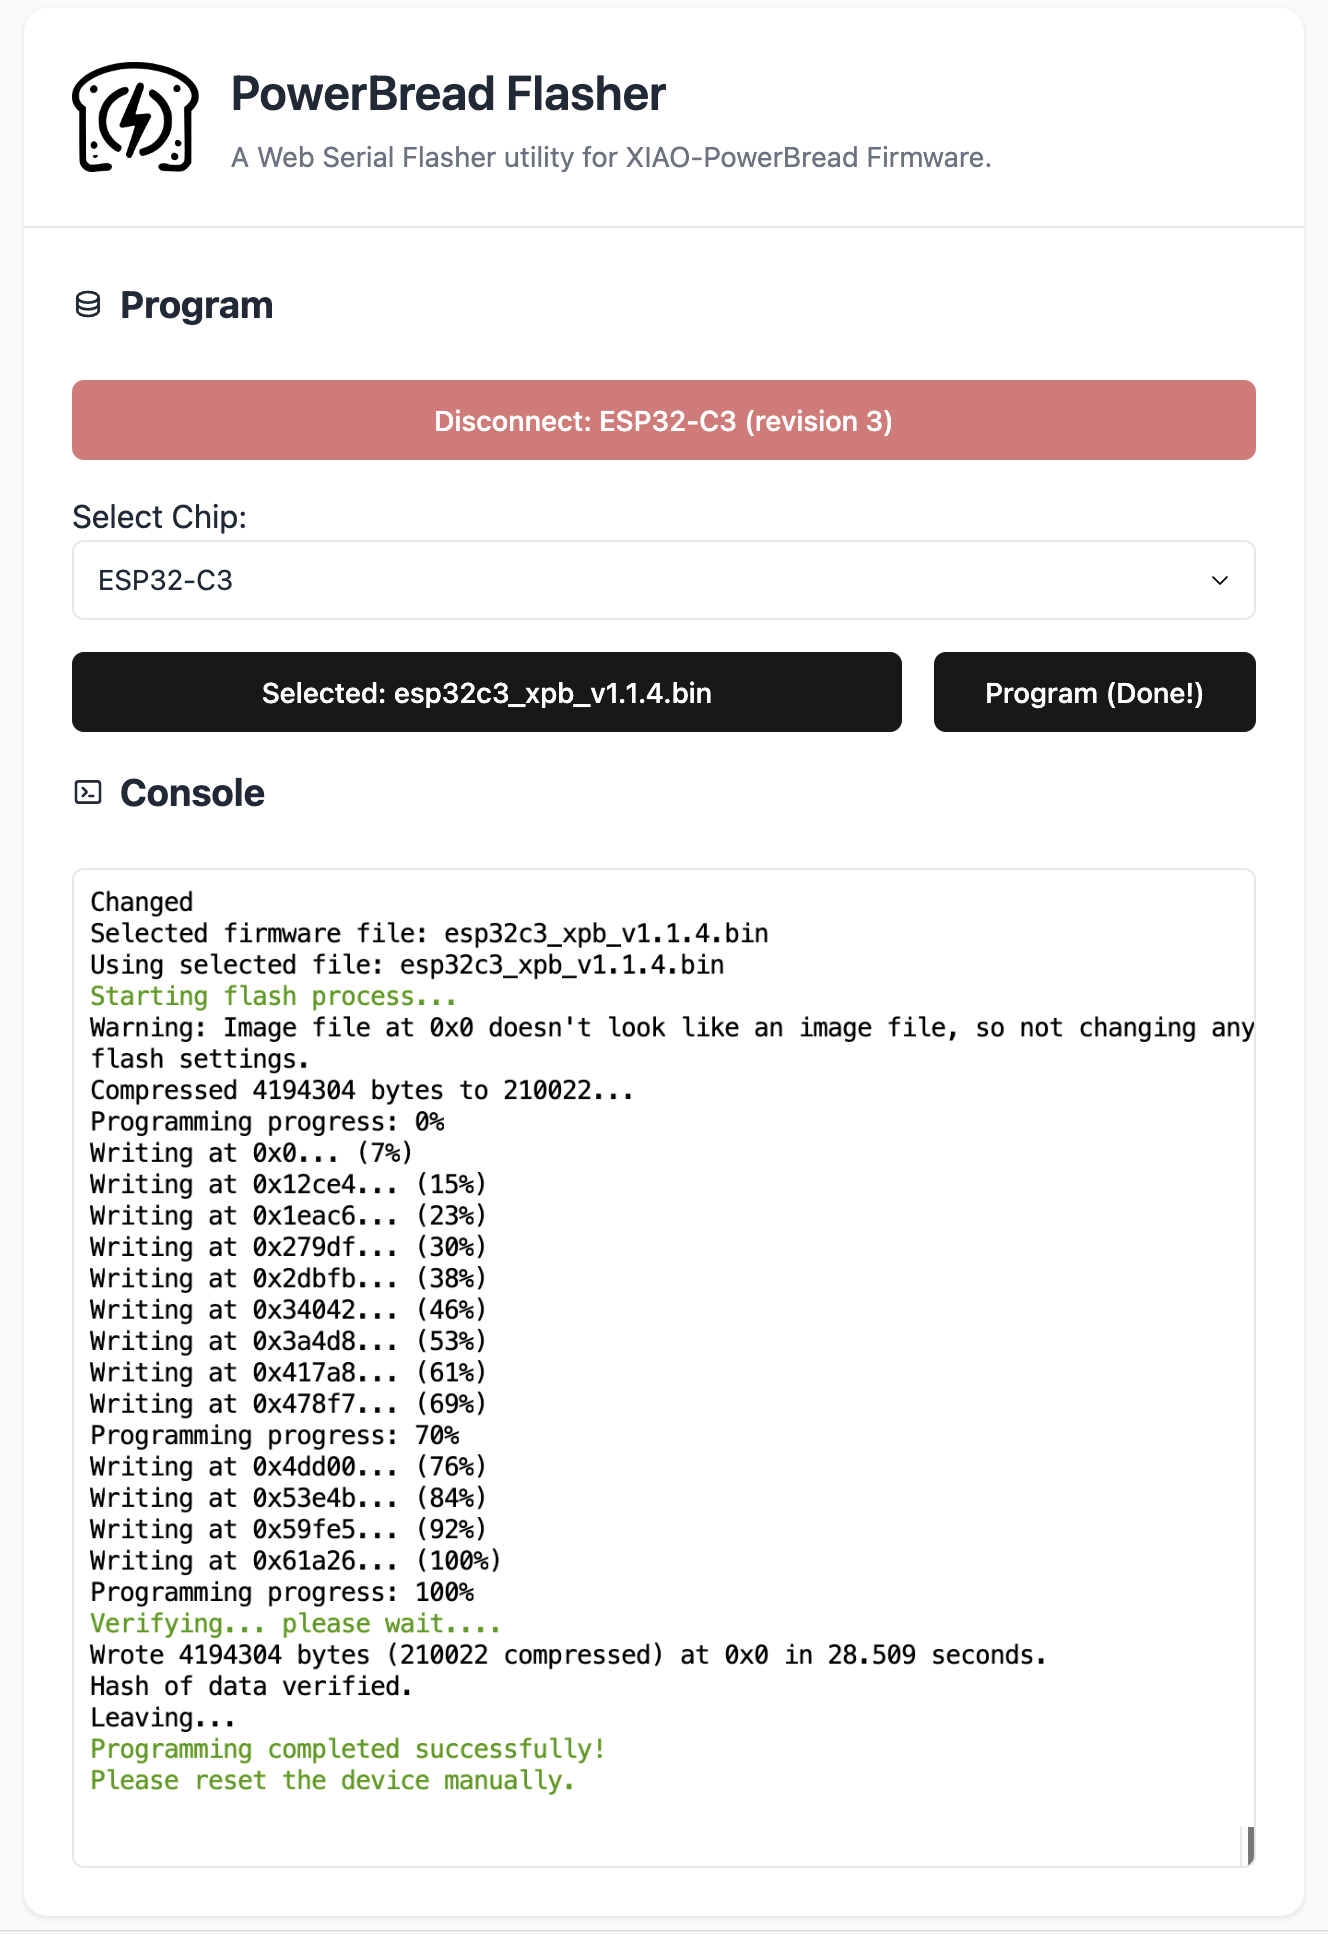 PowerBread Flasher
A Web Serial Flasher utility for XIAO-PowerBread Firmware.
Program
Disconnect: ESP32-C3 (revision 3)
Select Chip:
ESP32-C3
Selected: esp32c3_xpb_v1.1.4.bin
Program (Done!)
Console
Changed
Selected firmware file: esp32c3_xpb_v1.1.4.bin
Using selected file: esp32c3_xpb_v1.1.4.bin
Starting flash process...
Warning: Image file at 0x0 doesn't look like an image file, so not changing any
flash settings.
Compressed 4194304 bytes to 210022...
Programming progress: 0%
Writing at 0x0... (7%)
Writing at 0x12ce4... (15%)
Writing at 0x1eac6... (23%)
Writing at 0x279df... (30%)
Writing at 0x2dbfb... (38%)
Writing at 0x34042... (46%)
Writing at 0x3a4d8... (53%)
Writing at 0x417a8... (61%)
Writing at 0x478f7... (69%)
Programming progress: 70%
Writing at 0x4dd00... (76%)
Writing at 0x53e4b... (84%)
Writing at 0x59fe5... (92%)
Writing at 0x61a26... (100%)
Programming progress: 100%
Verifying... please wait....
Wrote 4194304 bytes (210022 compressed) at 0x0 in 28.509 seconds.
Hash of data verified.
Leaving...
Programming completed successfully!
Please reset the device manually.